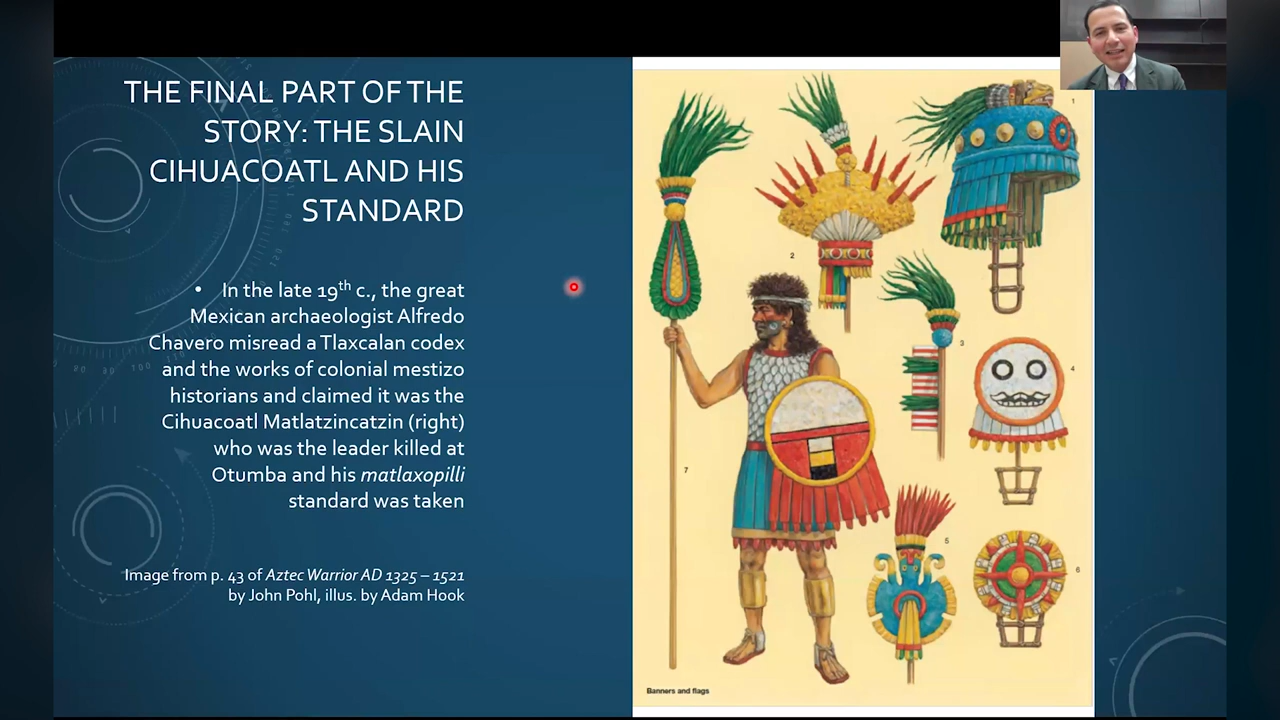 THE FINAL PART OF THE
STORY: THE SLAIN
CIHUACOATL AND HIS
STANDARD
• In the late 19th c., the great
Mexican archaeologist Alfredo
Chavero misread a Tlaxcalan codex
and the works of colonial mestizo
historians and claimed it was the
Cihuacoatl Matlatzincatzin (right)
who was the leader killed at
Otumba and his matlaxopilli
standard was taken
Image from p. 43 of Aztec Warrior AD 1325 – 1521
by John Pohl, illus. by Adam Hook
1
2
3
4
7
5
6
Banners and flags